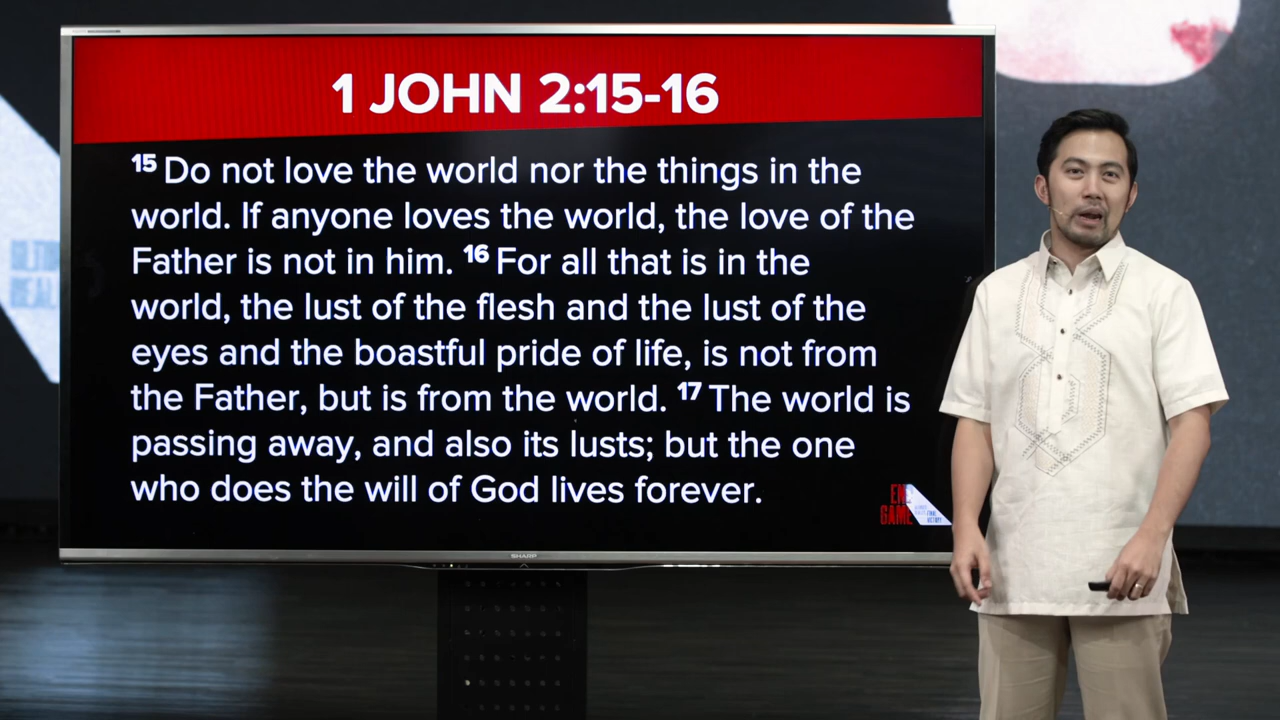 1 JOHN 2:15-16
15 Do not love the world nor the things in the
world. If anyone loves the world, the love of the
Father is not in him. 16 For all that is in the
world, the lust of the flesh and the lust of the
eyes and the boastful pride of life, is not from
the Father, but is from the world. 17 The world is
passing away, and also its lusts; but the one
who does the will of God lives forever.
GAME
SHARP